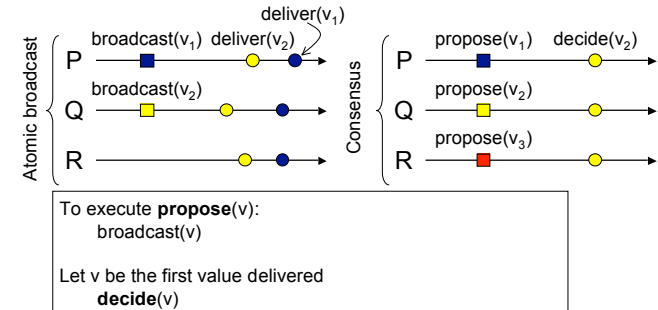 deliver(v₁)
broadcast(v₁) deliver(v₂)
P
broadcast(v₂)
Q
R
Atomic broadcast
propose(v₁) decide(v₂)
P
propose(v₂)
Q
propose(v₃)
R
Consensus
To execute propose(v):
broadcast(v)
Let v be the first value delivered
decide(v)